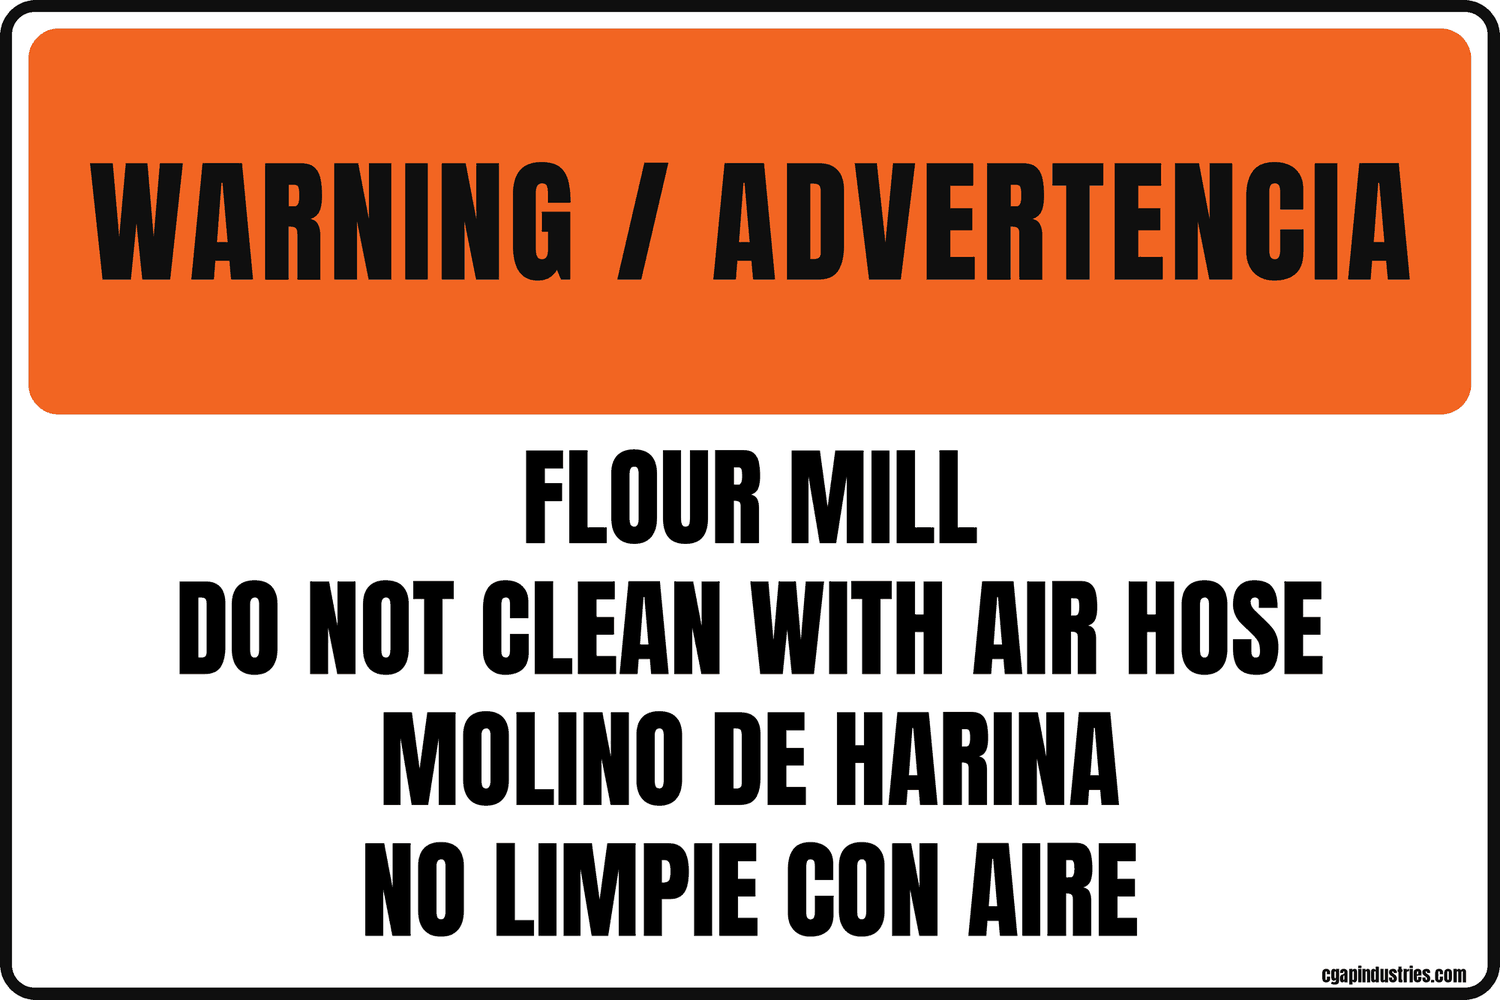 WARNING / ADVERTENCIA
FLOUR MILL
DO NOT CLEAN WITH AIR HOSE
MOLINO DE HARINA
NO LIMPIE CON AIRE
cgapindustries.com